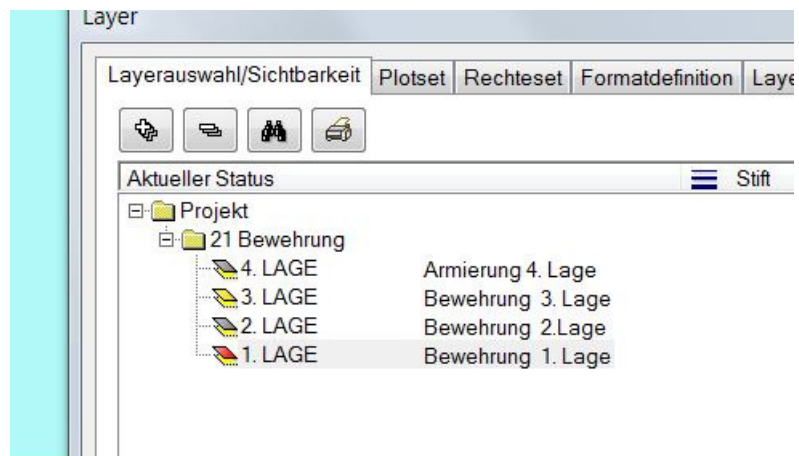 Layer
Layerauswahl/Sichtbarkeit Plotset Rechteset Formatdefinition Laye
Aktueller Status Stift
Projekt
21 Bewehrung
4. LAGE Armierung 4. Lage
3. LAGE Bewehrung 3. Lage
2. LAGE Bewehrung 2.Lage
1. LAGE Bewehrung 1. Lage